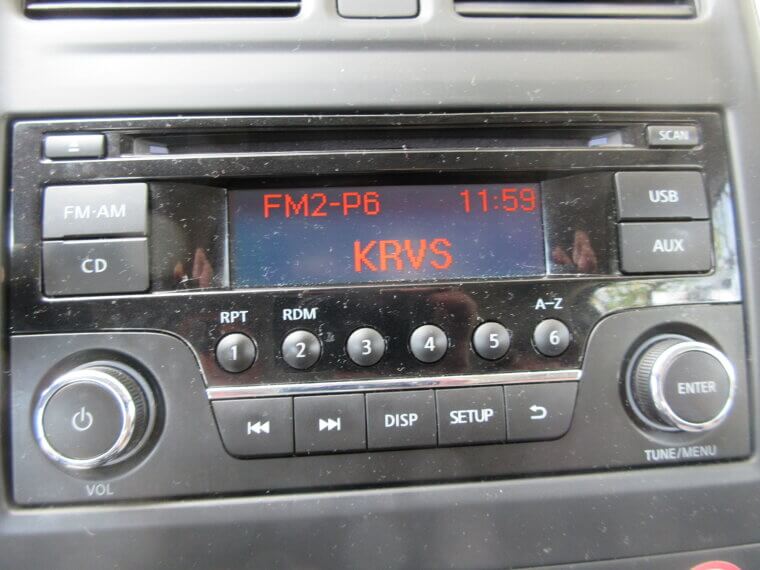 SCAN
FM·AM
FM2-P6 11:59
USB
CD
KRVS
AUX
RPT RDM A-Z
1 2 3 4 5 6
DISP SETUP
ENTER
VOL
TUNE/MENU